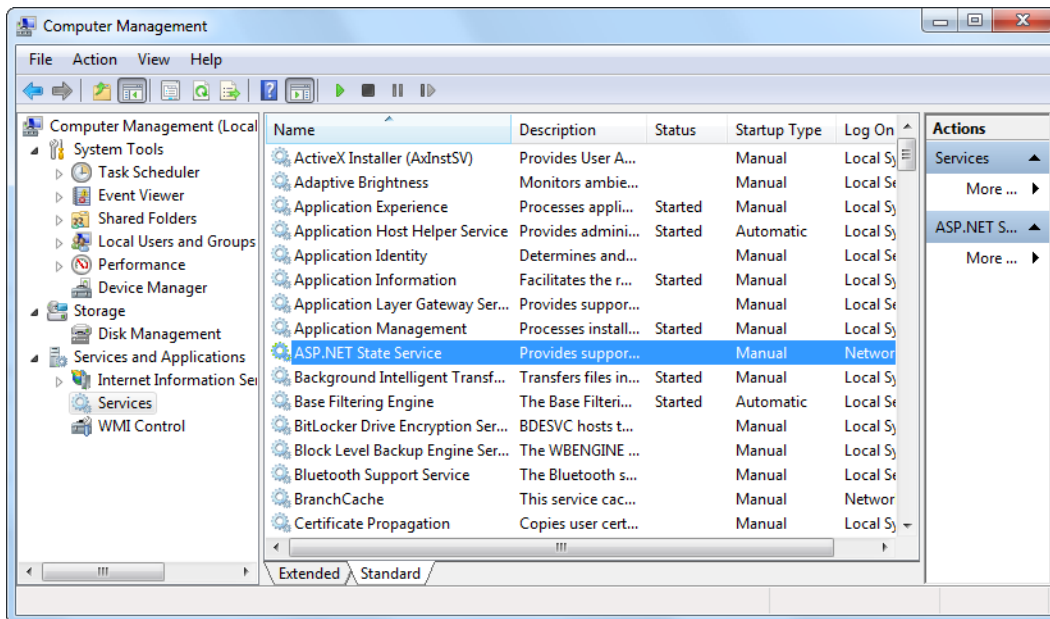 Computer Management
File Action View Help
Computer Management (Local
System Tools
Task Scheduler
Event Viewer
Shared Folders
Local Users and Groups
Performance
Device Manager
Storage
Disk Management
Services and Applications
Internet Information Ser
Services
WMI Control
Name Description Status Startup Type Log On
ActiveX Installer (AxInstSV) Provides User A... Manual Local Sy
Adaptive Brightness Monitors ambie... Manual Local Se
Application Experience Processes appli... Started Manual Local Sy
Application Host Helper Service Provides admini... Started Automatic Local Sy
Application Identity Determines and... Manual Local Se
Application Information Facilitates the r... Started Manual Local Sy
Application Layer Gateway Ser... Provides suppor... Manual Local Se
Application Management Processes install... Started Manual Local Sy
ASP.NET State Service Provides suppor... Manual Networ
Background Intelligent Transf... Transfers files in... Started Manual Local Sy
Base Filtering Engine The Base Filteri... Started Automatic Local Se
BitLocker Drive Encryption Ser... BDESVC hosts t... Manual Local Sy
Block Level Backup Engine Ser... The WBENGINE ... Manual Local Sy
Bluetooth Support Service The Bluetooth s... Manual Local Se
BranchCache This service cac... Manual Networ
Certificate Propagation Copies user cert... Manual Local Sy
Extended Standard
Actions
Services
More ...
ASP.NET S...
More ...